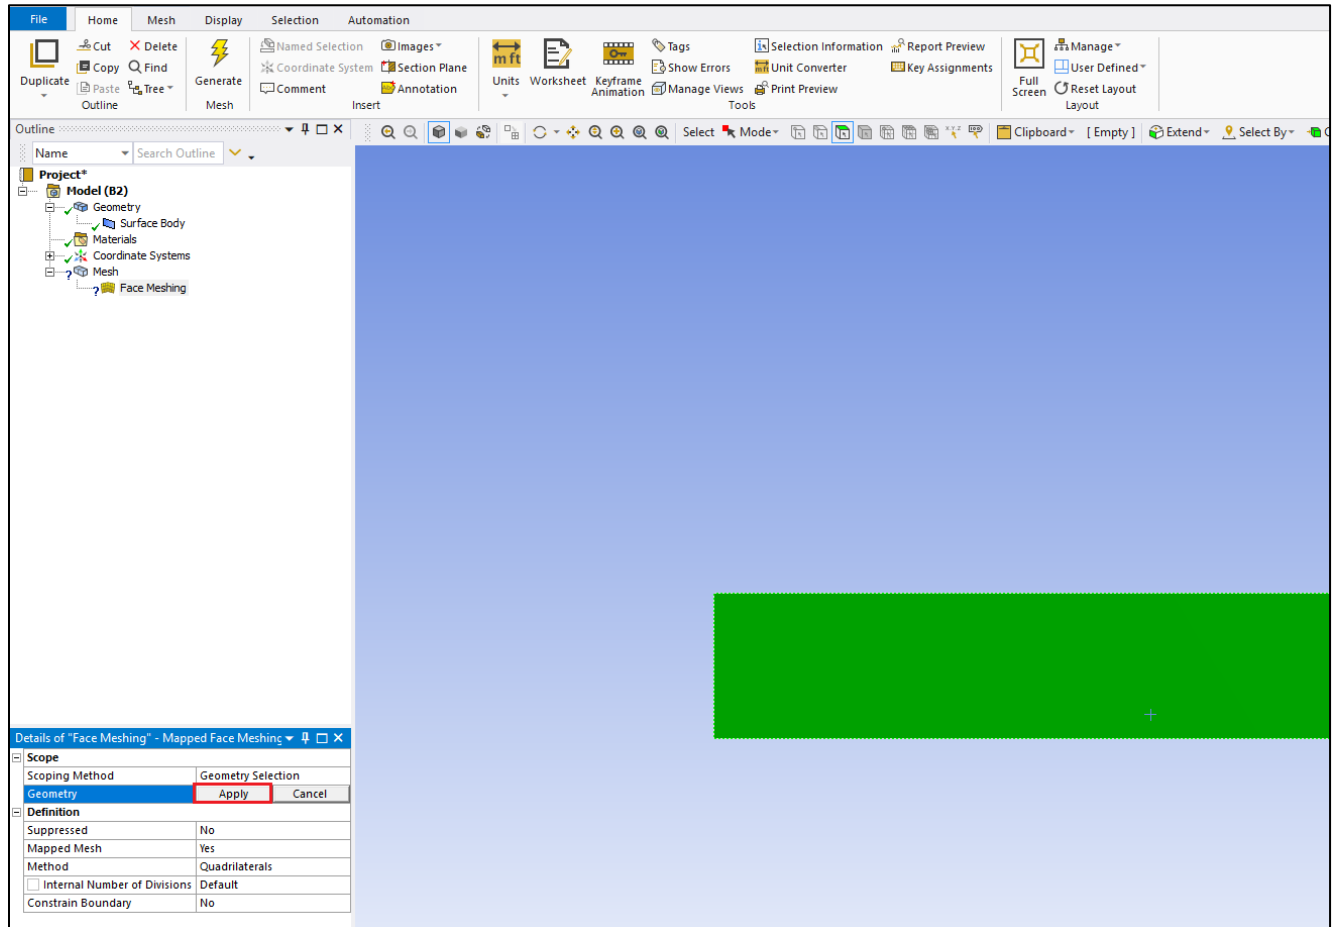 File Home Mesh Display Selection Automation
Duplicate
Cut
Copy
Paste
Delete
Find
Tree
Outline
Generate
Mesh
Named Selection
Coordinate System
Comment
Images
Section Plane
Annotation
Insert
m ft
Units
Worksheet
Keyframe
Animation
Tags
Show Errors
Manage Views
Selection Information
Unit Converter
Print Preview
Report Preview
Key Assignments
Tools
Full
Screen
Manage
User Defined
Reset Layout
Layout
Outline
Name Search Outline
Select Mode Clipboard [ Empty ] Extend Select By
Project*
Model (B2)
Geometry
Surface Body
Materials
Coordinate Systems
Mesh
Face Meshing
Details of "Face Meshing" - Mapped Face Meshing
Scope
Scoping Method Geometry Selection
Geometry Apply Cancel
Definition
Suppressed No
Mapped Mesh Yes
Method Quadrilaterals
Internal Number of Divisions Default
Constrain Boundary No